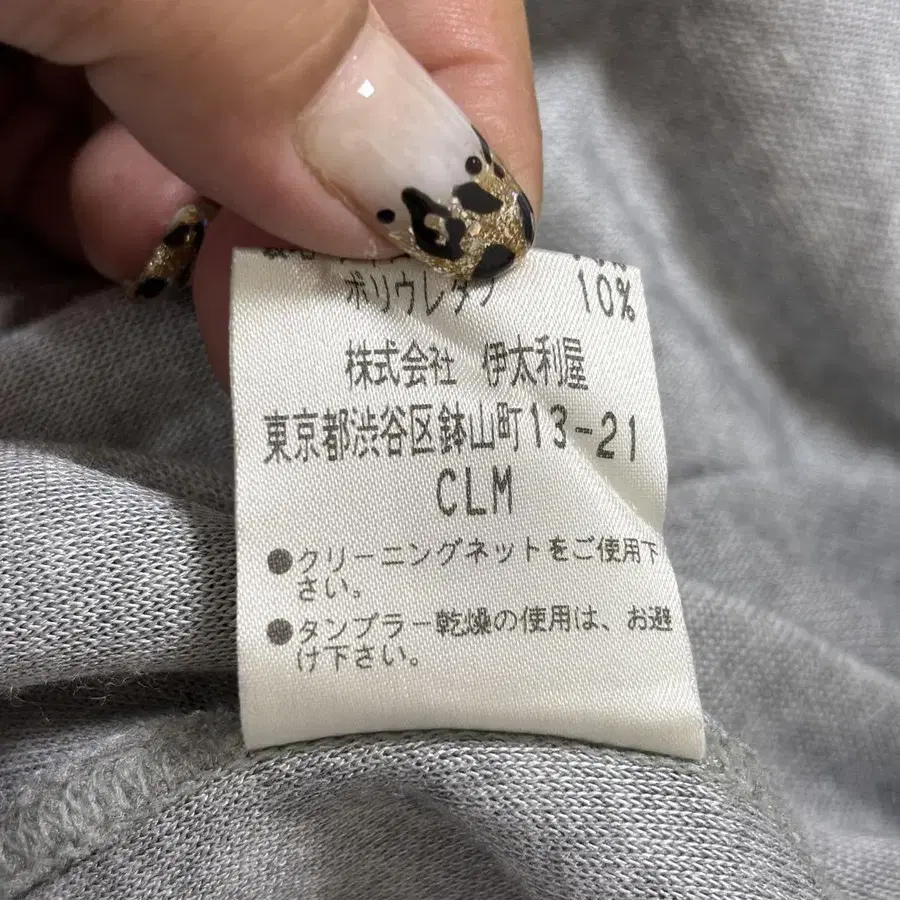 ポリウレタン 10%
株式会社 伊太利屋
東京都渋谷区鉢山町13-21
CLM
●クリーニングネットをご使用下
さい。
●タンブラー乾燥の使用は、お避
け下さい。